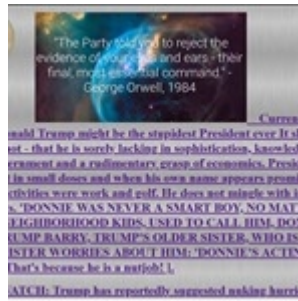 "The Party told you to reject the
evidence of your eyes and ears - their
final, most essential command." -
George Orwell, 1984
Curren
nald Trump might be the stupidest President ever It s
ot - that he is sorely lacking in sophistication, knowled
ernment and a rudimentary grasp of economics. Presi
in small doses and when his own name appears prom
ctivities were work and golf. He does not mingle with
'DONNIE WAS NEVER A SMART BOY, NO MAT
EIGHBORHOOD KIDS, USED TO CALL HIM, DO
RUMP BARRY, TRUMP'S OLDER SISTER, WHO IS
ISTER WORRIES ABOUT HIM: 'DONNIE'S ACTIN
That's because he is a nutjob! ].
ATCH: Trump has reportedly suggested nuking hurri